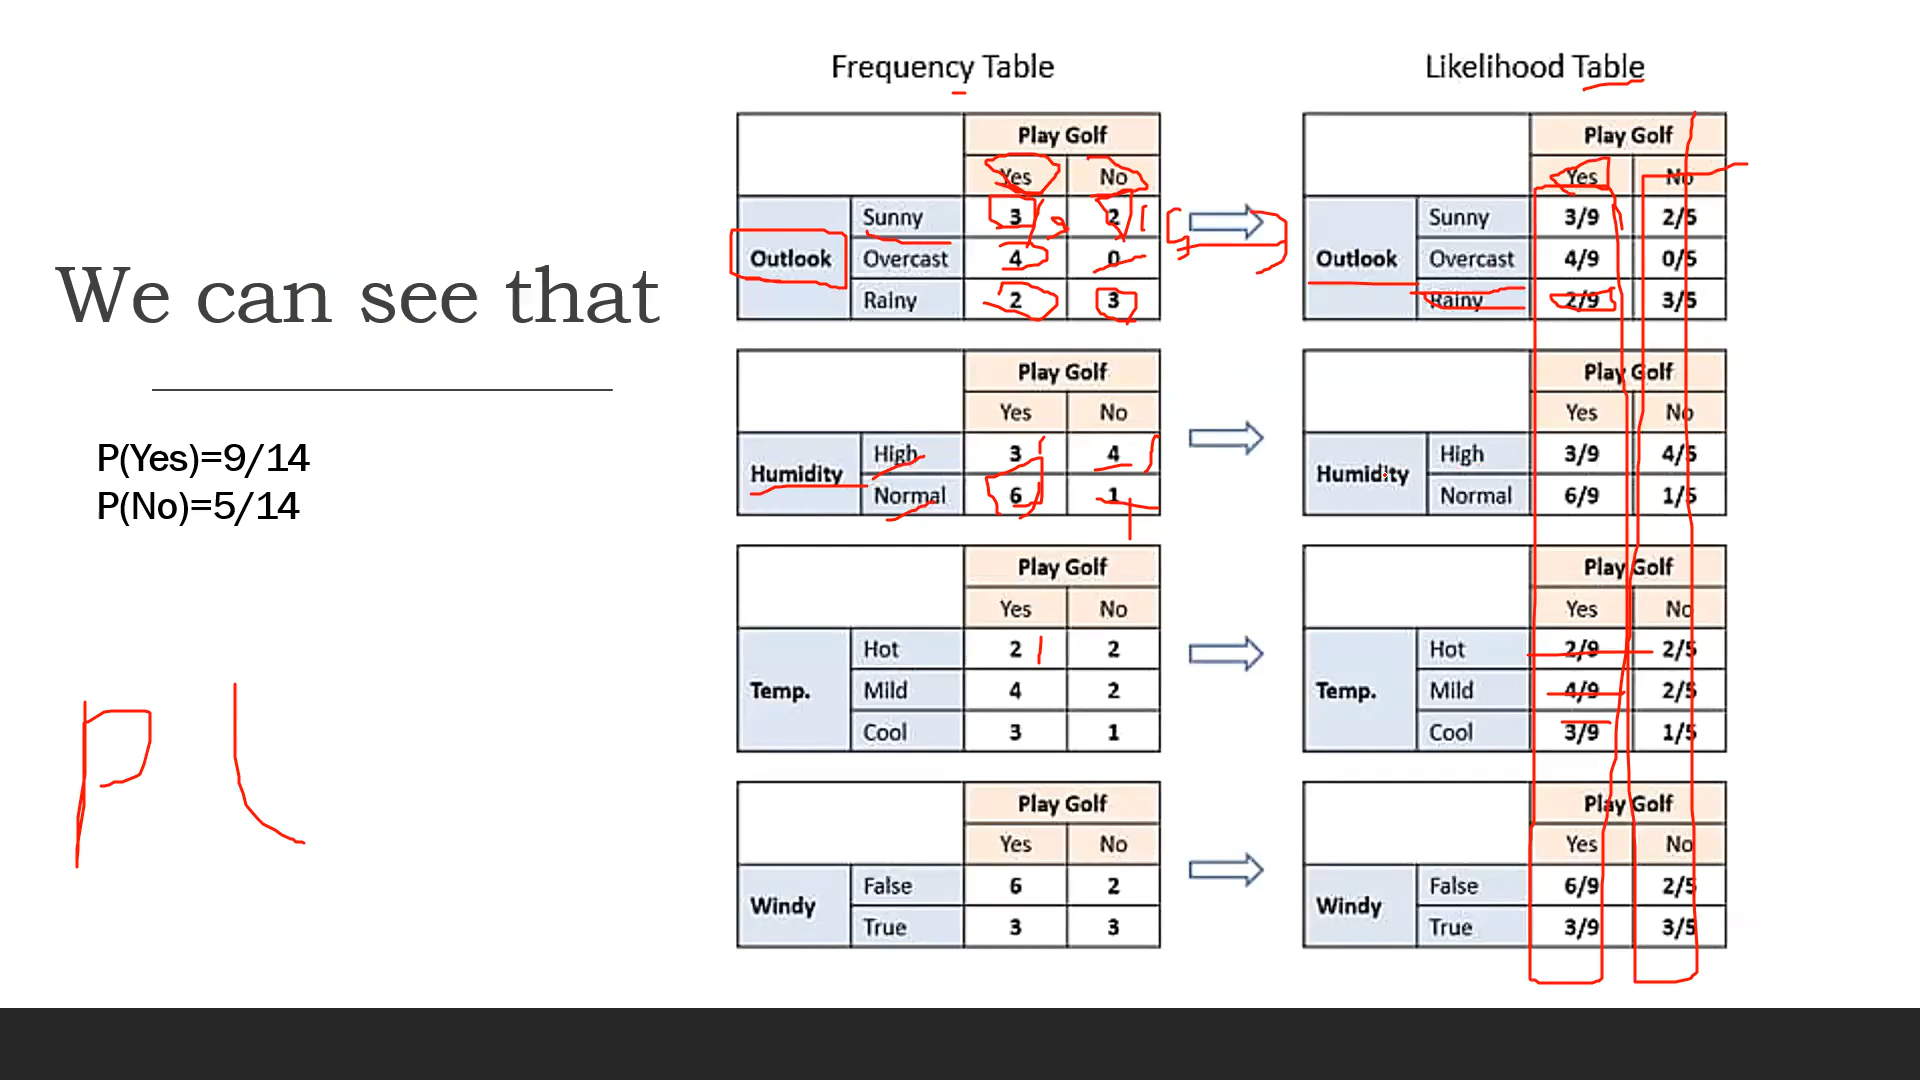 We can see that
P(Yes)=9/14
P(No)=5/14
P (
Frequency Table
Play Golf
Yes No
Outlook
Sunny 3 2
Overcast 4 0
Rainy 2 3
Play Golf
Yes No
Humidity
High 3 4
Normal 6 1
Play Golf
Yes No
Temp.
Hot 2 2
Mild 4 2
Cool 3 1
Play Golf
Yes No
Windy
False 6 2
True 3 3
Likelihood Table
Play Golf
Yes No
Outlook
Sunny 3/9 2/5
Overcast 4/9 0/5
Rainy 2/9 3/5
Play Golf
Yes No
Humidity
High 3/9 4/5
Normal 6/9 1/5
Play Golf
Yes No
Temp.
Hot 2/9 2/5
Mild 4/9 2/5
Cool 3/9 1/5
Play Golf
Yes No
Windy
False 6/9 2/5
True 3/9 3/5